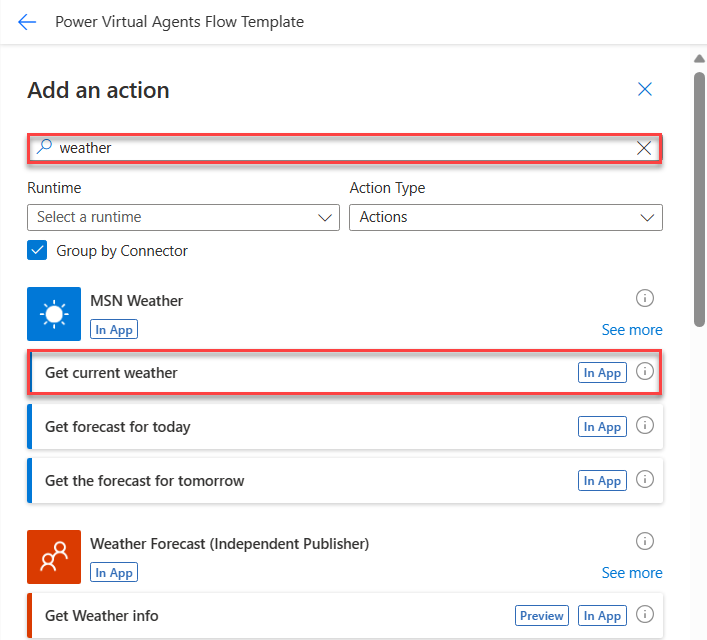 Power Virtual Agents Flow Template
Add an action
weather
Runtime
Action Type
Select a runtime
Actions
Group by Connector
MSN Weather
In App
See more
Get current weather
In App
Get forecast for today
In App
Get the forecast for tomorrow
In App
Weather Forecast (Independent Publisher)
In App
See more
Get Weather info
Preview
In App